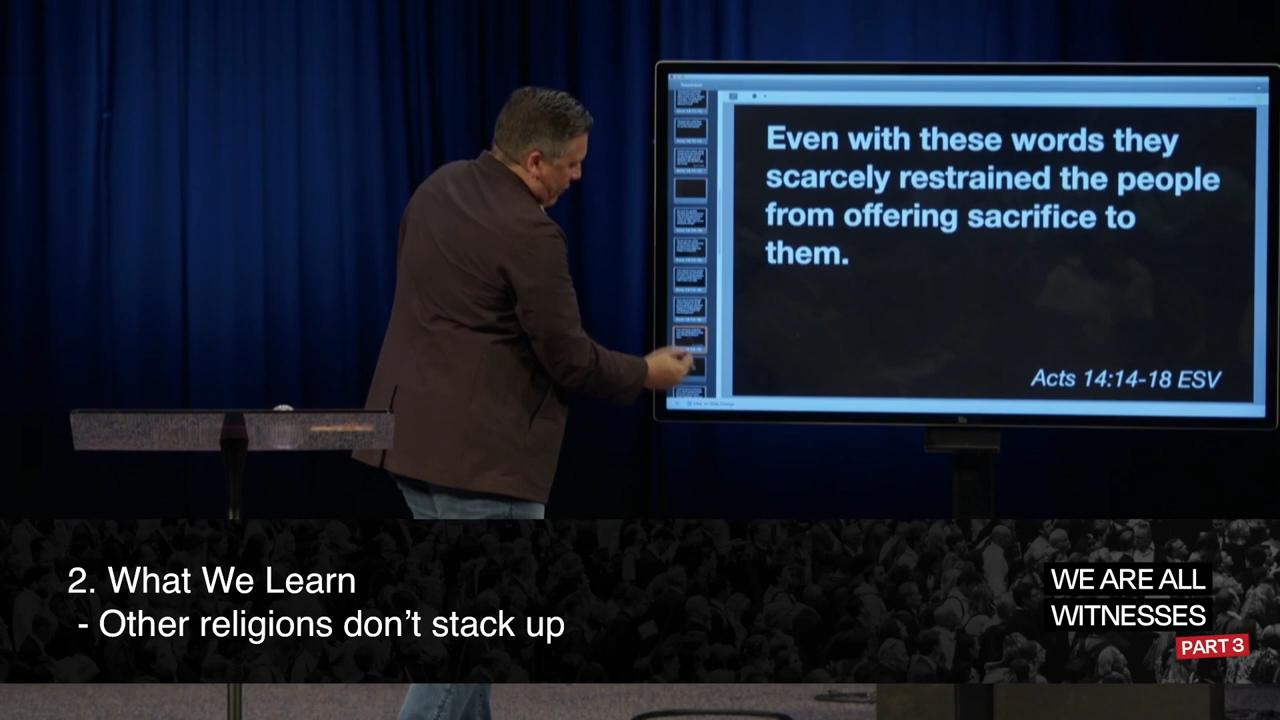 Even with these words they
scarcely restrained the people
from offering sacrifice to
them.
Acts 14:14-18 ESV
2. What We Learn
- Other religions don't stack up
WE ARE ALL
WITNESSES
PART 3